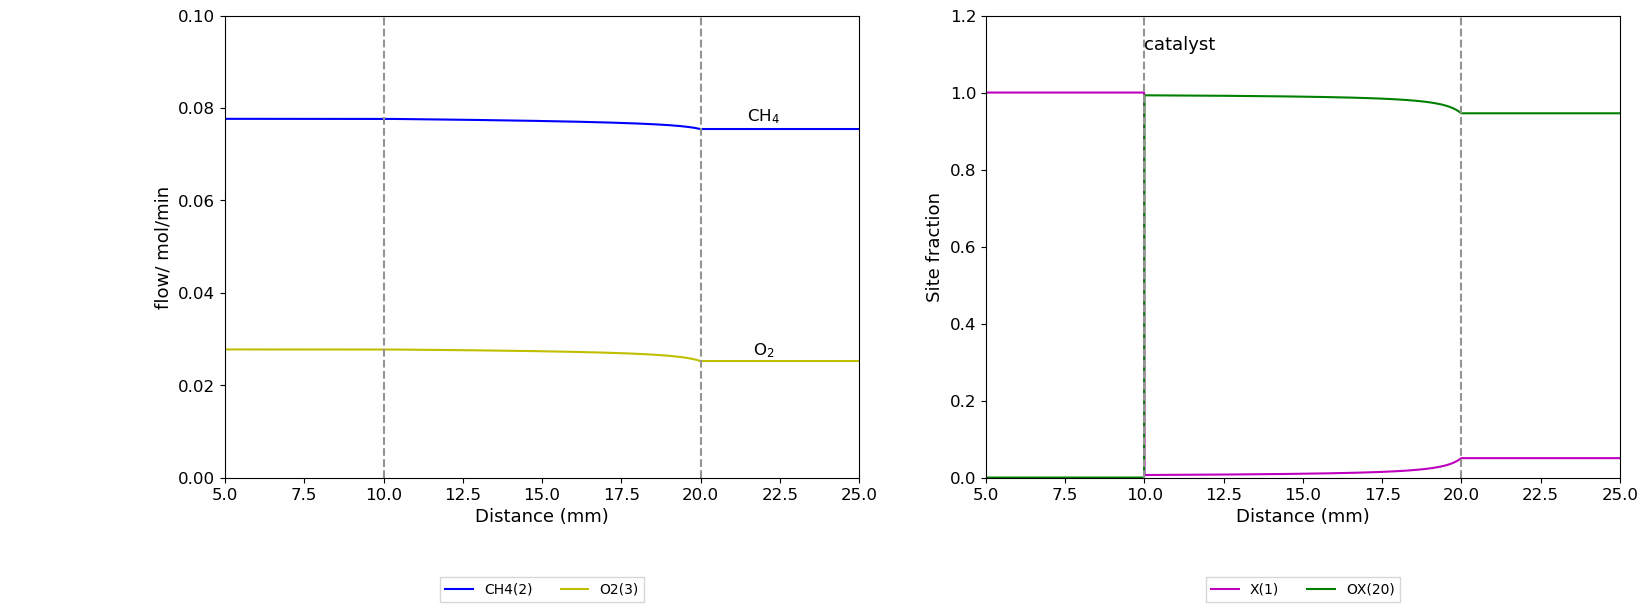 0.10
0.08
0.06
0.04
0.02
0.00
flow/ mol/min
CH₄
O₂
5.0 7.5 10.0 12.5 15.0 17.5 20.0 22.5 25.0
Distance (mm)
CH4(2) O2(3)
1.2
1.0
0.8
0.6
0.4
0.2
0.0
Site fraction
catalyst
5.0 7.5 10.0 12.5 15.0 17.5 20.0 22.5 25.0
Distance (mm)
X(1) OX(20)